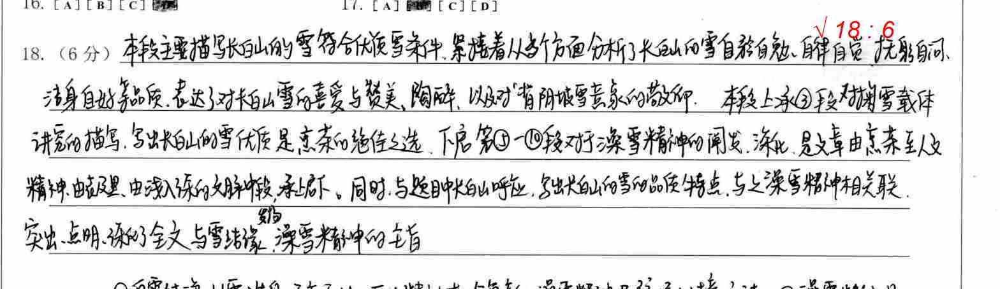 16. [A] [B] [C] 17. [A] [C] [D]
√ 18:6
18. (6分) 本段主要描写长白山的雪符合优质雪条件.紧接着从多个方面分析了长白山的雪自矜自勉、自律自觉、抚躬自问、
洁身自好等品质.表达了对长白山雪的喜爱与赞美、陶醉、以及对背阴坡雪意象的敬仰. 本段上承③段对掬雪载体
讲究的描写.写出长白山的雪优质是烹茶的绝佳之选.下启第⑤-⑩段对于澡雪精神的阐发.深化.是文章由烹茶至人文
精神.由表及里、由浅入深的文脉中段,承上启下。同时.与题目中长白山呼应.写出长白山的雪的品质特点.与之澡雪精神相关联.
突出、点明、深化了全文与雪结缘.发扬澡雪精神的主旨